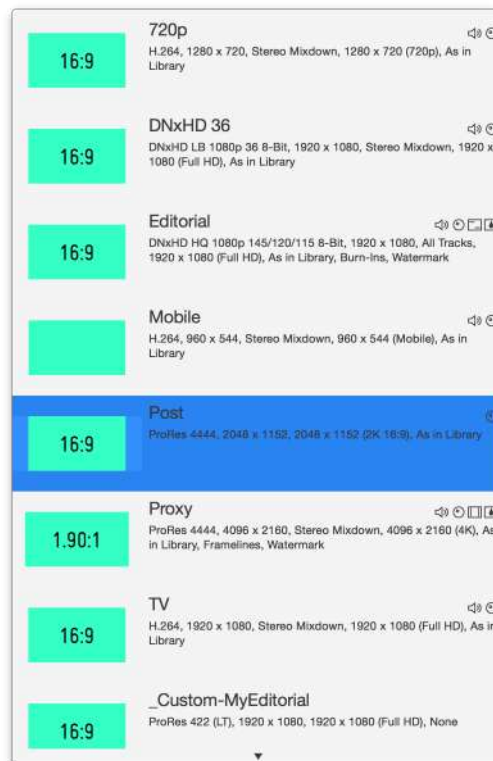 720p
16:9
H.264, 1280 x 720, Stereo Mixdown, 1280 x 720 (720p), As in
Library
DNxHD 36
16:9
DNxHD LB 1080p 36 8-Bit, 1920 x 1080, Stereo Mixdown, 1920 x
1080 (Full HD), As in Library
Editorial
16:9
DNxHD HQ 1080p 145/120/115 8-Bit, 1920 x 1080, All Tracks,
1920 x 1080 (Full HD), As in Library, Burn-Ins, Watermark
Mobile
H.264, 960 x 544, Stereo Mixdown, 960 x 544 (Mobile), As in
Library
Post
16:9
ProRes 4444, 2048 x 1152, 2048 x 1152 (2K 16:9), As in Library
Proxy
1.90:1
ProRes 4444, 4096 x 2160, Stereo Mixdown, 4096 x 2160 (4K), As
in Library, Framelines, Watermark
TV
16:9
H.264, 1920 x 1080, Stereo Mixdown, 1920 x 1080 (Full HD), As in
Library
_Custom-MyEditorial
16:9
ProRes 422 (LT), 1920 x 1080, 1920 x 1080 (Full HD), None